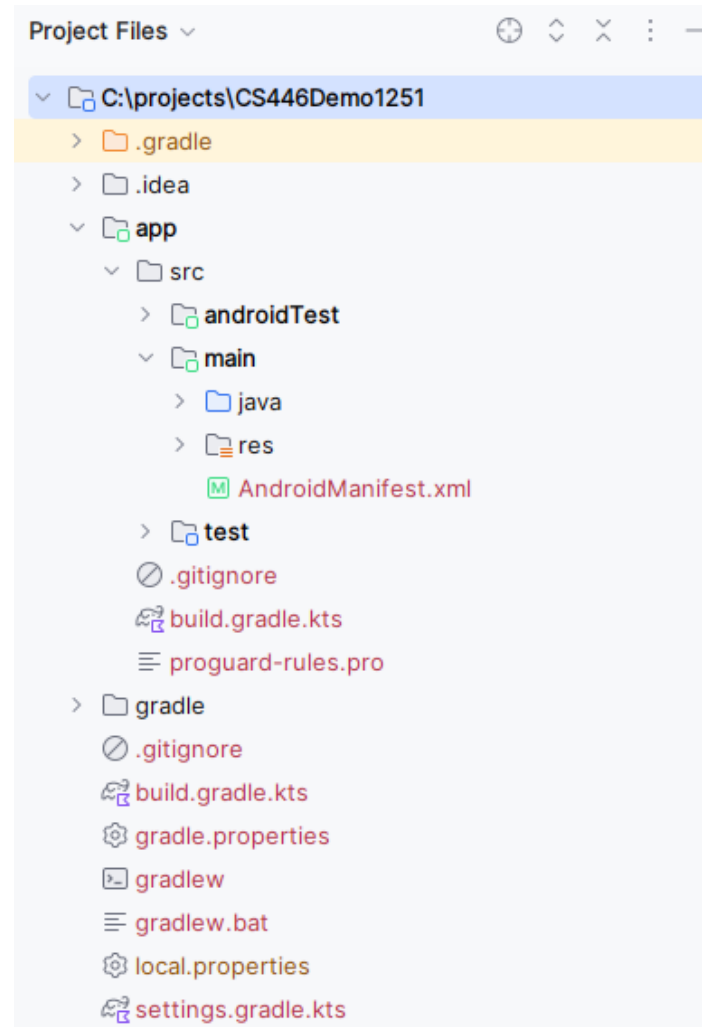 Project Files
C:\projects\CS446Demo1251
.gradle
.idea
app
src
androidTest
main
java
res
AndroidManifest.xml
test
.gitignore
build.gradle.kts
proguard-rules.pro
gradle
.gitignore
build.gradle.kts
gradle.properties
gradlew
gradlew.bat
local.properties
settings.gradle.kts